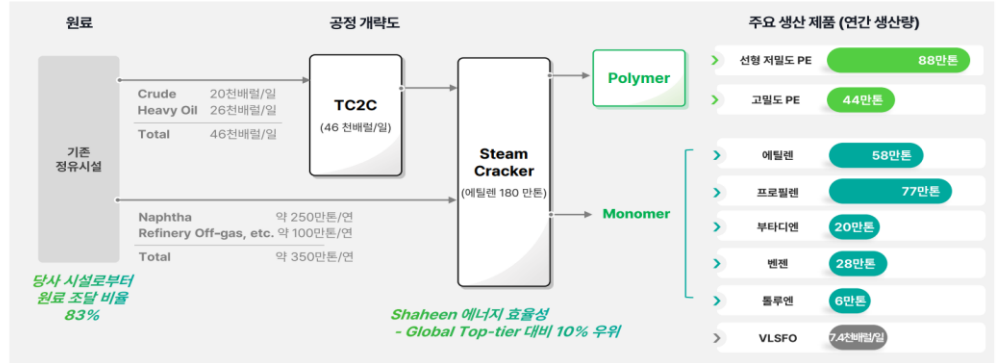 원료
공정 개략도
주요 생산 제품 (연간 생산량)
기존
정유시설
Crude 20천배럴/일
Heavy Oil 26천배럴/일
Total 46천배럴/일
TC2C
(46 천배럴/일)
Naphtha 약 250만톤/연
Refinery Off-gas, etc. 약 100만톤/연
Total 약 350만톤/연
당사 시설로부터
원료 조달 비율
83%
Steam
Cracker
(에틸렌 180 만톤)
Shaheen 에너지 효율성
- Global Top-tier 대비 10% 우위
Polymer
Monomer
선형 저밀도 PE 88만톤
고밀도 PE 44만톤
에틸렌 58만톤
프로필렌 77만톤
부타디엔 20만톤
벤젠 28만톤
톨루엔 6만톤
VLSFO 7.4천배럴/일